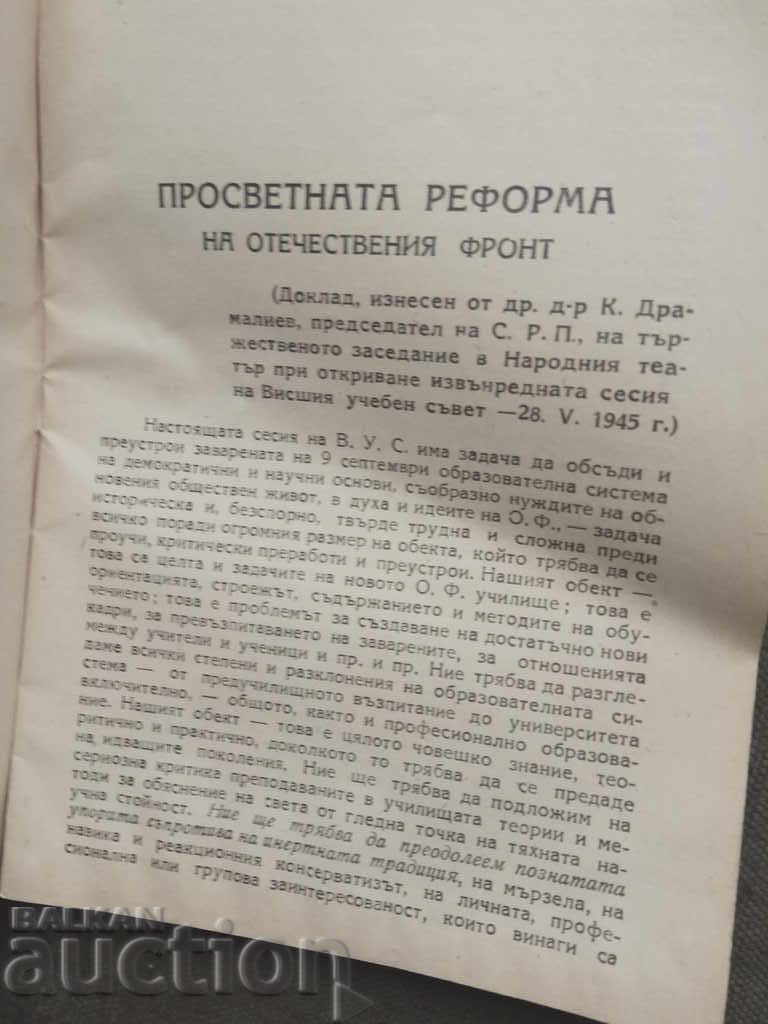 ПРОСВЕТНАТА РЕФОРМА
НА ОТЕЧЕСТВЕНИЯ ФРОНТ
(Доклад, изнесен от др. д-р К. Дра-
малиев, председател на С. Р. П., на тър-
жественото заседание в Народния теа-
тър при откриване извънредната сесия
на Висшия учебен съвет —28. V. 1945 г.)
Настоящата сесия на В. У. С. има задача да обсъди и
преустрои заварената на 9 септември образователна система
на демократични и научни основи, съобразно нуждите на об-
новения обществен живот, в духа и идеите на О. Ф., — задача
историческа и, безспорно, твърде трудна и сложна преди
всичко поради огромния размер на обекта, който трябва да се
проучи, критически преработи и преустрои. Нашият обект —
това са целта и задачите на новото О. Ф. училище; това е
ориентацията, строежът, съдържанието и методите на обу-
чението; това е проблемът за създаване на достатъчно нови
кадри, за превъзпитаването на заварените, за отношенията
между учители и ученици и пр. и пр. Ние трябва да разгле-
даме всички степени и разклонения на образователната си-
стема — от предучилищното възпитание до университета
включително, — общото, както и професионално образова-
ние. Нашият обект — това е цялото човешко знание, тео-
ритично и практично, доколкото то трябва да се предаде
на идващите поколения. Ние ще трябва да подложим на
сериозна критика преподаваните в училищата теории и ме-
тоди за обяснение на света от гледна точка на тяхната на-
учна стойност. Ние ще трябва да преодолеем познатата
упорита съпротива на инертната традиция, на мързела, на
навика и реакционния консерватизът, на личната, профе-
сионална или групова заинтересованост, които винаги са
BALKAN
auction